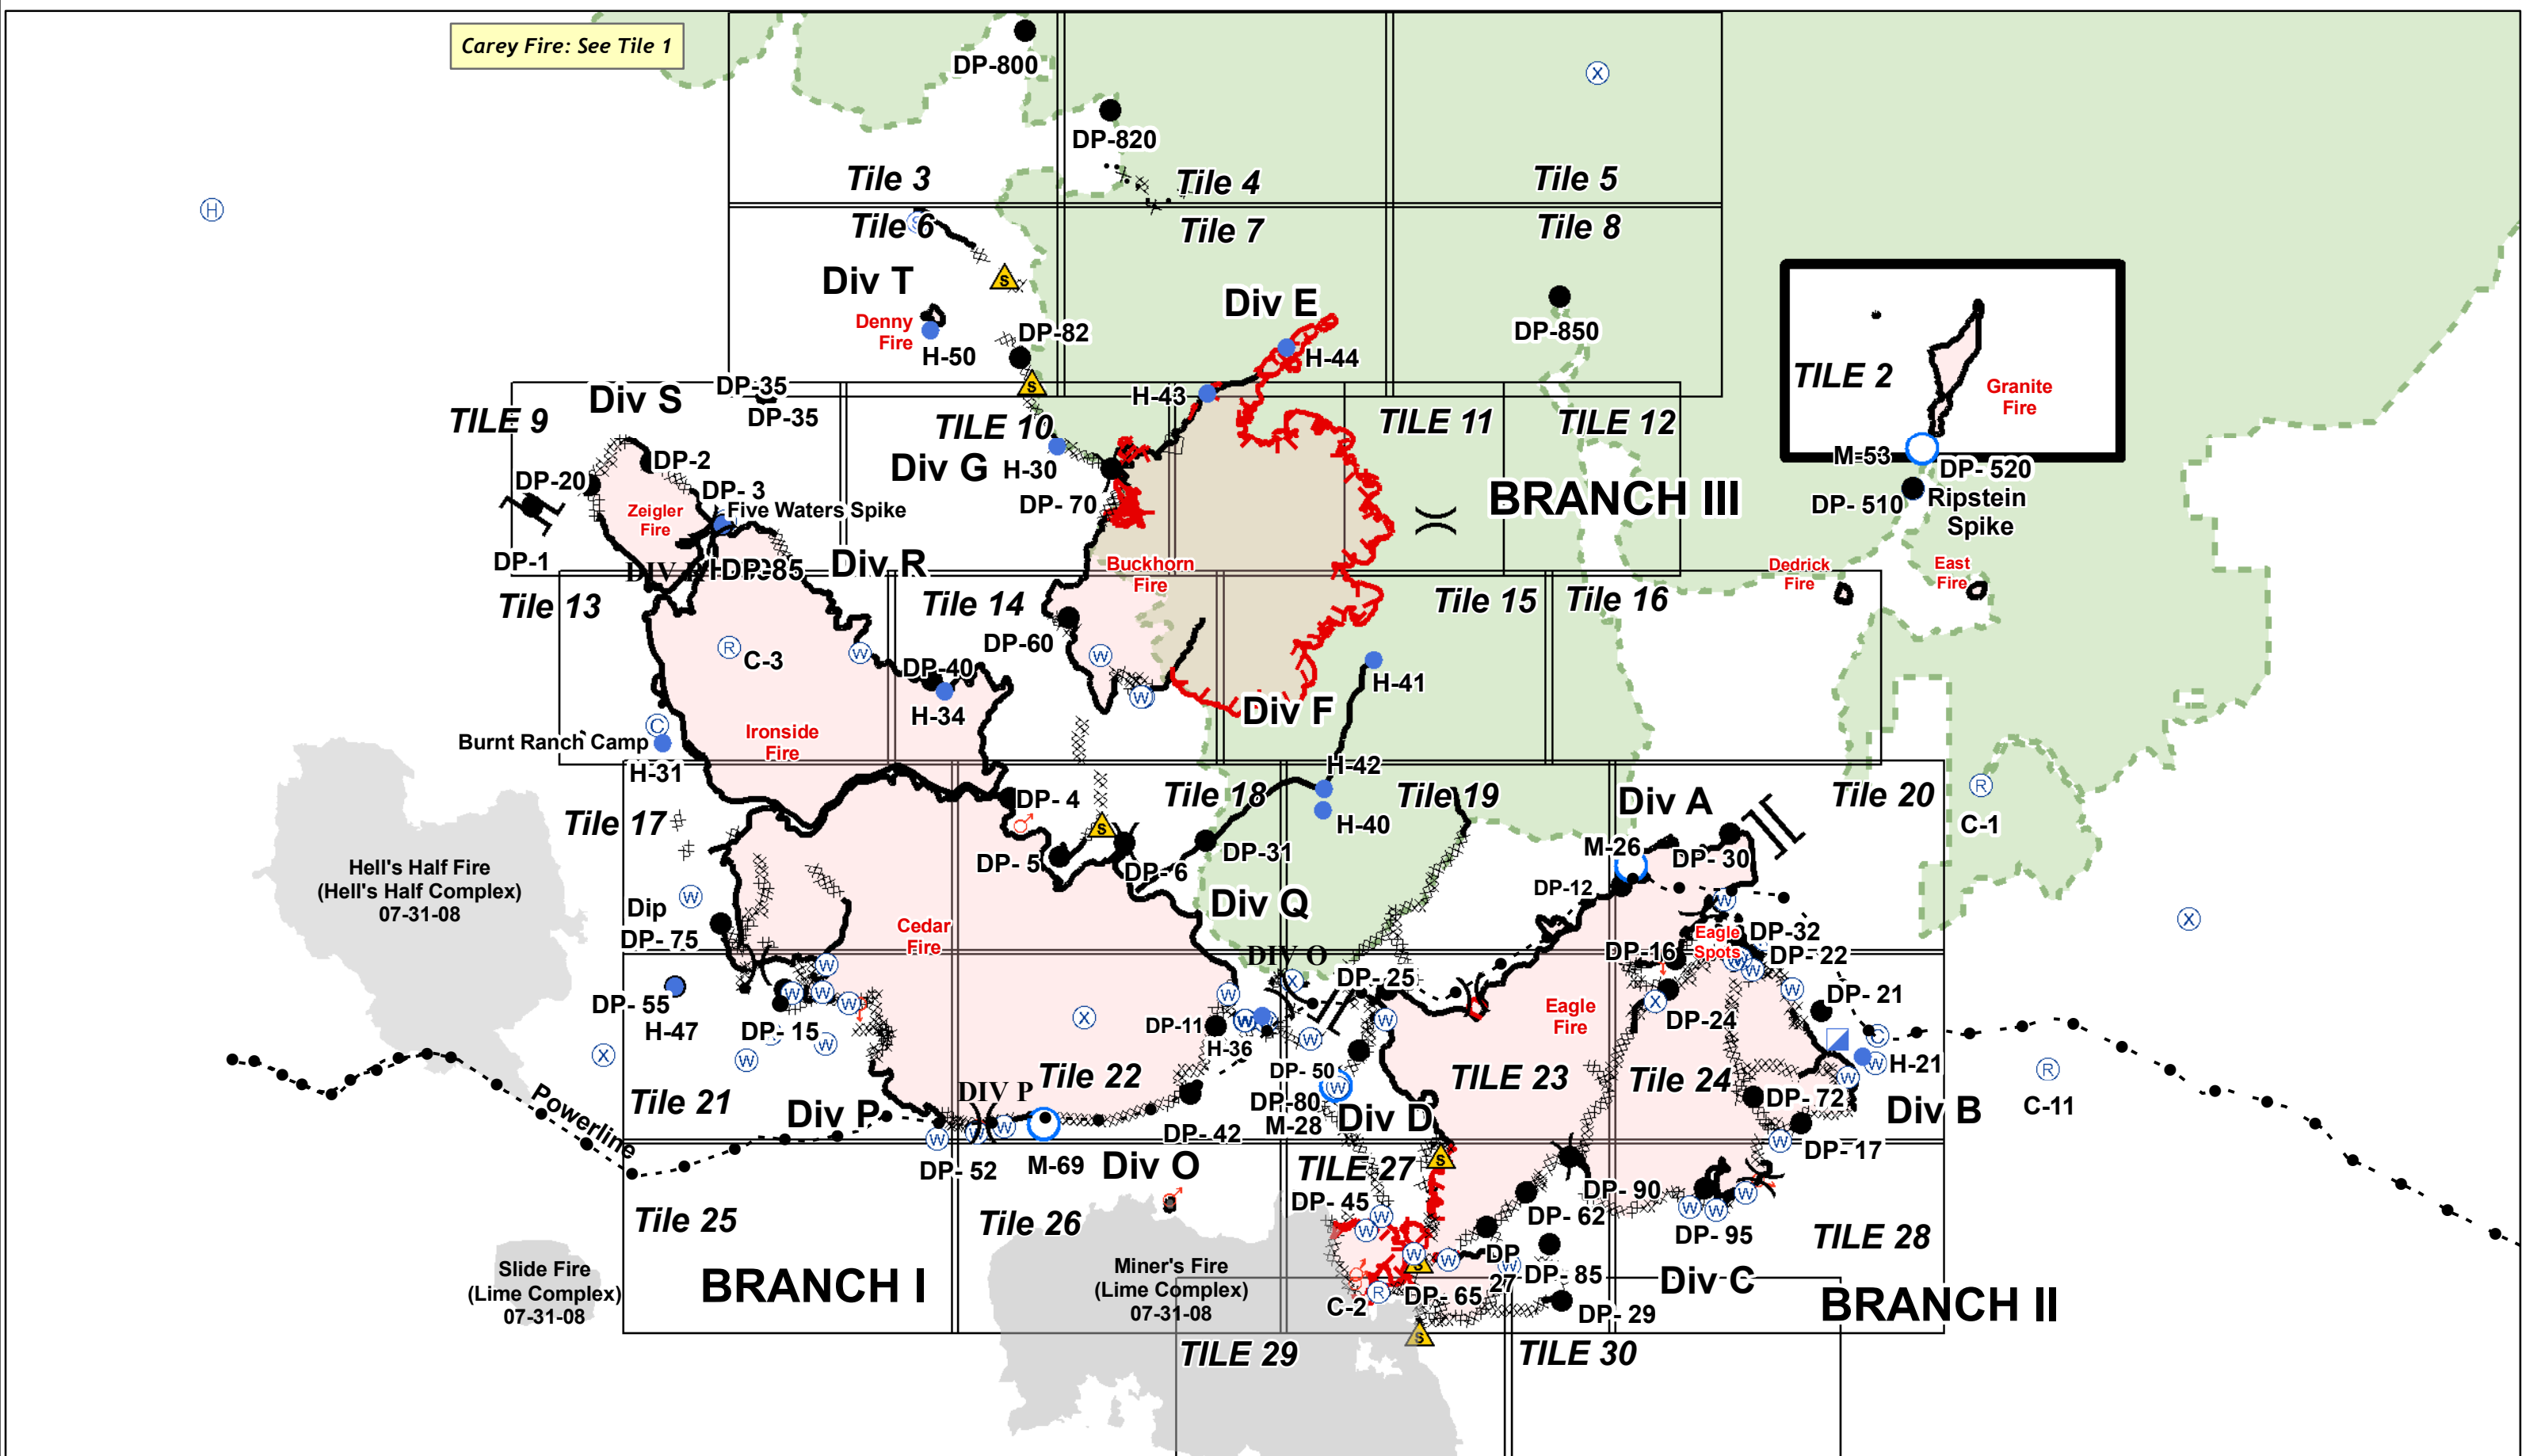 Carey Fire: See Tile 1
DP-800
DP-820
Tile 3
Tile 4
Tile 5
X
H
Tile 6
Tile 7
Tile 8
Div T
S
Denny
Fire
H-50
DP-82
S
Div E
H-44
DP-850
TILE 2
Granite
Fire
M-53
DP- 520
DP- 510
Ripstein
Spike
DP-35
DP-35
Div S
TILE 9
H-43
TILE 10
TILE 11
TILE 12
Div G
H-30
DP- 70
DP-2
DP-20
DP- 3
Five Waters Spike
Zeigler
Fire
DP-1
BRANCH III
Div R
Buckhorn
Fire
Dedrick
Fire
East
Fire
Tile 13
Tile 14
Tile 15
Tile 16
DP-60
R
C-3
W
W
W
DP-40
H-34
H-41
Div F
C
Burnt Ranch Camp
H-31
Ironside
Fire
H-42
H-40
Tile 17
Tile 18
Tile 19
Tile 20
DP- 4
S
DP- 5
DP- 6
DP-31
Div A
M-26
DP- 30
DP-12
R
C-1
Hell's Half Fire
(Hell's Half Complex)
07-31-08
W
Dip
DP- 75
Cedar
Fire
Div Q
DIV O
X
W
DP-16
Eagle
Spots
DP-32
DP- 22
X
DP- 55
H-47
W
W
W
W
DP- 15
W
W
X
X
W
DP-11
H-36
W
W
DP- 25
W
Eagle
Fire
X
DP-24
W
W
W
DP- 21
C
W
H-21
W
R
C-11
DP- 50
W
DP-80
M-28
Div D
TILE 23
Tile 24
DP- 72
Div B
DP- 17
W
Powerline
Tile 21
Tile 22
Div P
DIV P
W
W
W
DP- 52
M-69
DP- 42
Div O
TILE 27
S
DP- 45
W
W
DP- 90
DP- 62
W
W
W
DP- 95
TILE 28
Tile 25
Tile 26
Slide Fire
(Lime Complex)
07-31-08
BRANCH I
Miner's Fire
(Lime Complex)
07-31-08
W
S
W
DP
27
W
DP- 85
Div C
C-2
R
DP- 65
DP- 29
BRANCH II
S
TILE 29
TILE 30